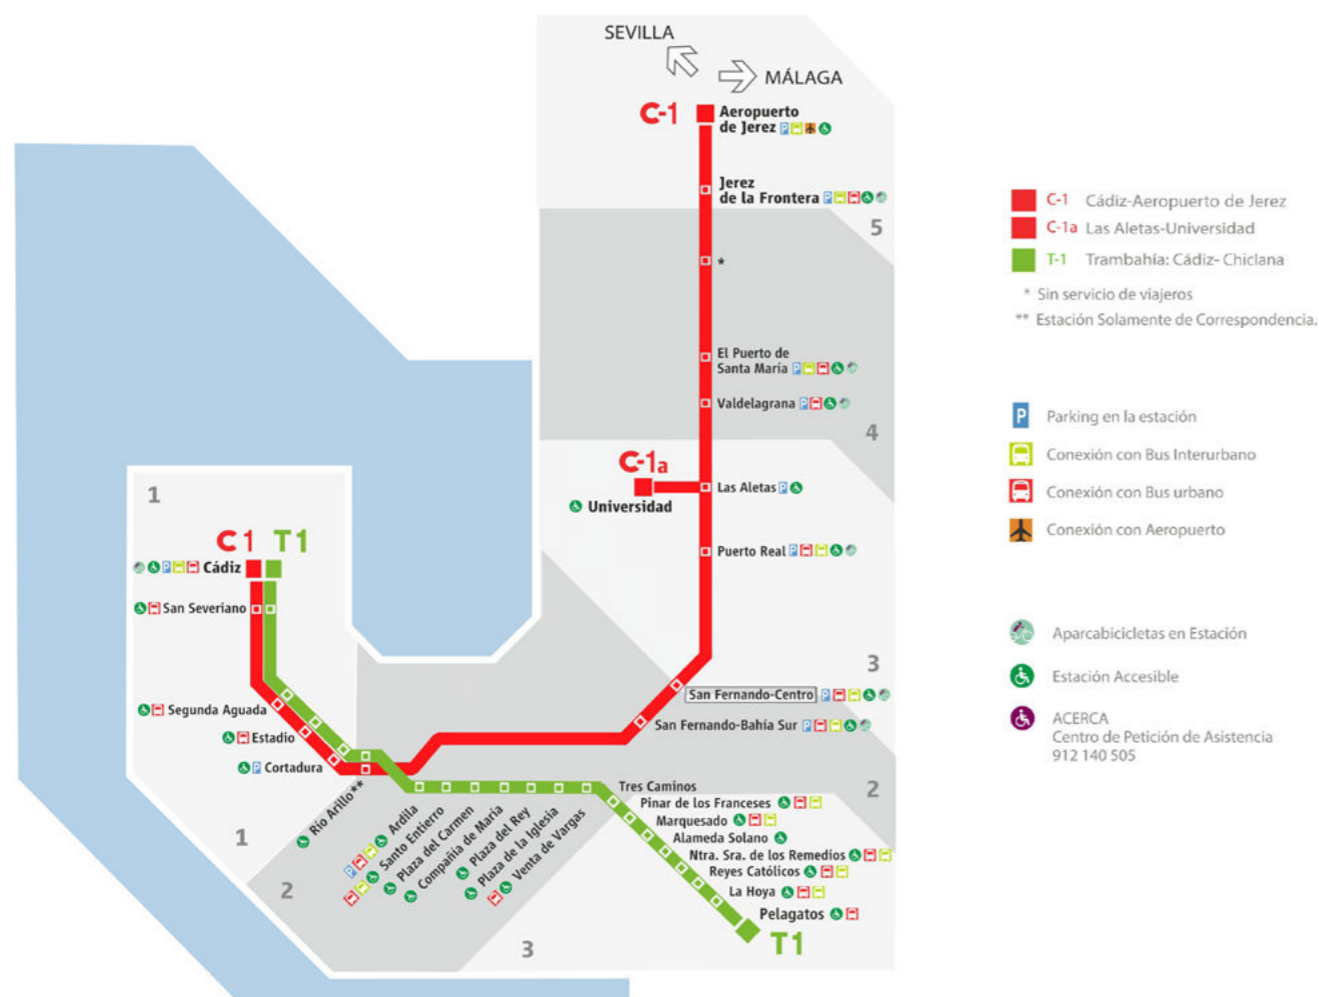 SEVILLA
MÁLAGA
C-1
Aeropuerto
de Jerez
Jerez
de la Frontera
5
*
El Puerto de
Santa María
Valdelagrana
4
C-1a
Las Aletas
Universidad
Puerto Real
3
1
C1 T1
Cádiz
San Severiano
Segunda Aguada
Estadio
Cortadura
San Fernando-Centro
San Fernando-Bahía Sur
2
Río Arillo**
Ardila
Santo Entierro
Plaza del Carmen
Compañía de María
Plaza del Rey
Plaza de la Iglesia
Venta de Vargas
Tres Caminos
Pinar de los Franceses
Marquesado
Alameda Solano
Ntra. Sra. de los Remedios
Reyes Católicos
La Hoya
Pelagatos
T1
1
2
3
C-1 Cádiz-Aeropuerto de Jerez
C-1a Las Aletas-Universidad
T-1 Trambahía: Cádiz- Chiclana
* Sin servicio de viajeros
** Estación Solamente de Correspondencia.
P Parking en la estación
Conexión con Bus Interurbano
Conexión con Bus urbano
Conexión con Aeropuerto
Aparcabicicletas en Estación
Estación Accesible
ACERCA
Centro de Petición de Asistencia
912 140 505